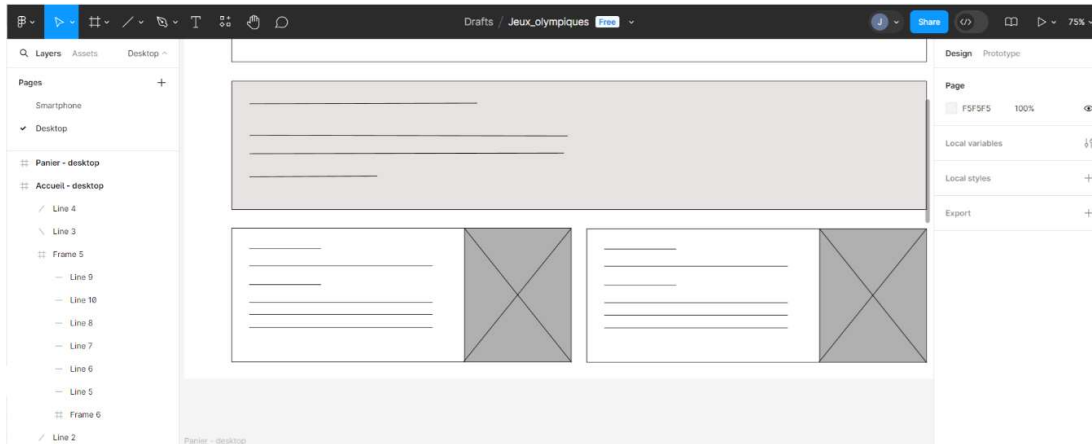 Drafts / Jeux_olympiques Free
J Share 75%
Layers Assets Desktop
Pages
Smartphone
Desktop
Panier - desktop
Accueil - desktop
Line 4
Line 3
Frame 5
Line 9
Line 10
Line 8
Line 7
Line 6
Line 5
Frame 6
Line 2
Panier - desktop
Design Prototype
Page
F5F5F5 100%
Local variables
Local styles
Export